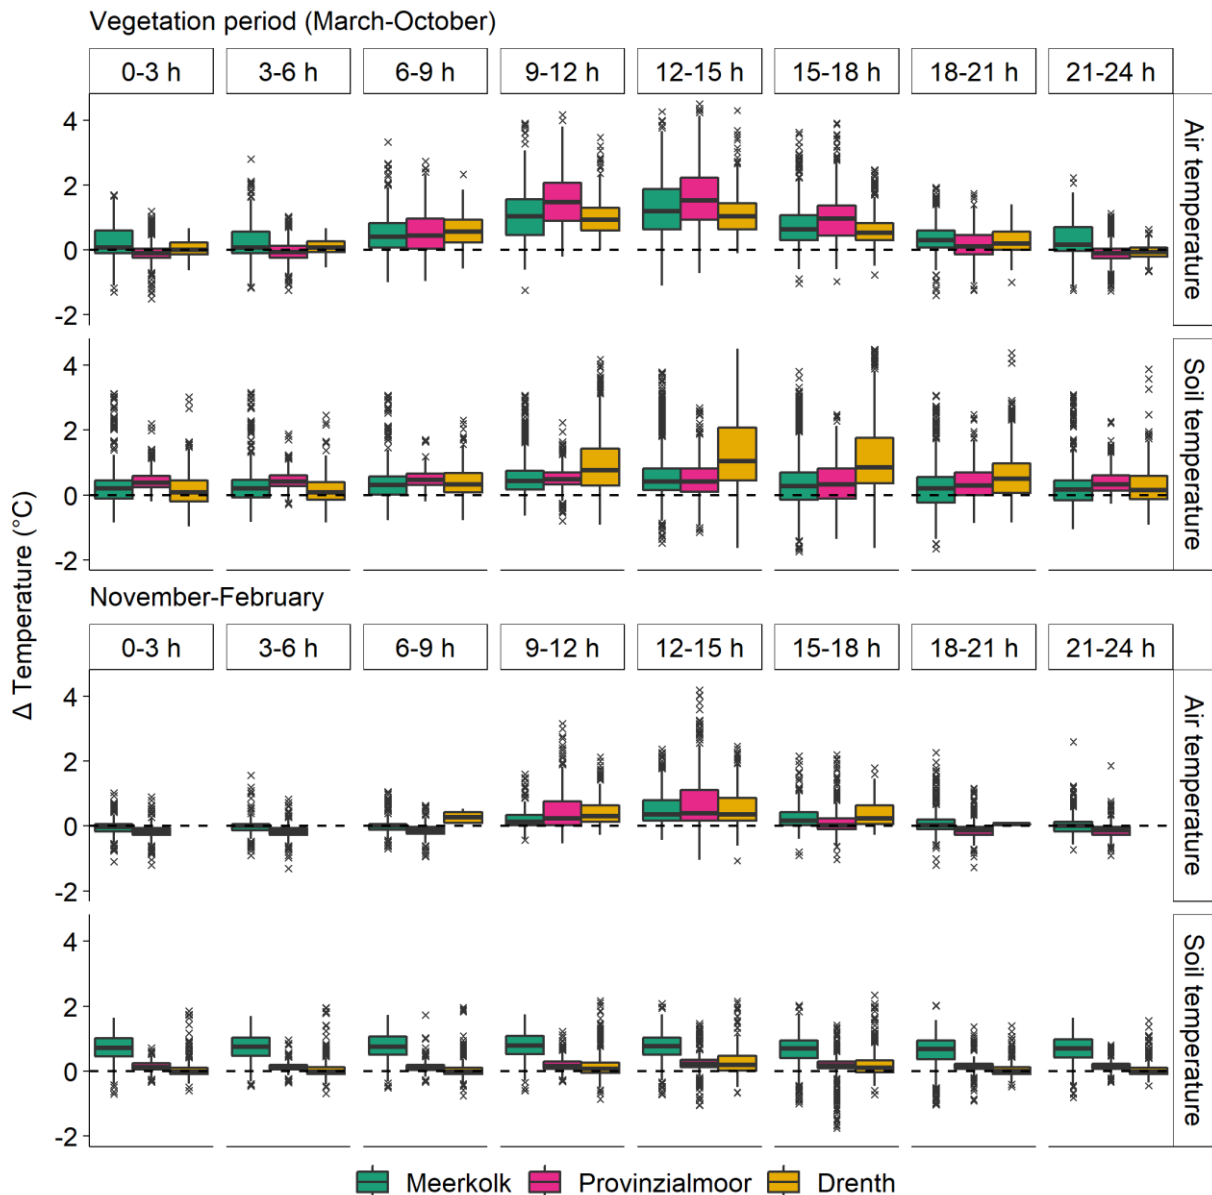 Vegetation period (March-October)
0-3 h 3-6 h 6-9 h 9-12 h 12-15 h 15-18 h 18-21 h 21-24 h
4
2
0
-2
Air temperature
4
2
0
-2
Soil temperature
Δ Temperature (°C)
November-February
0-3 h 3-6 h 6-9 h 9-12 h 12-15 h 15-18 h 18-21 h 21-24 h
4
2
0
-2
Air temperature
4
2
0
-2
Soil temperature
Meerkolk Provinzialmoor Drenth